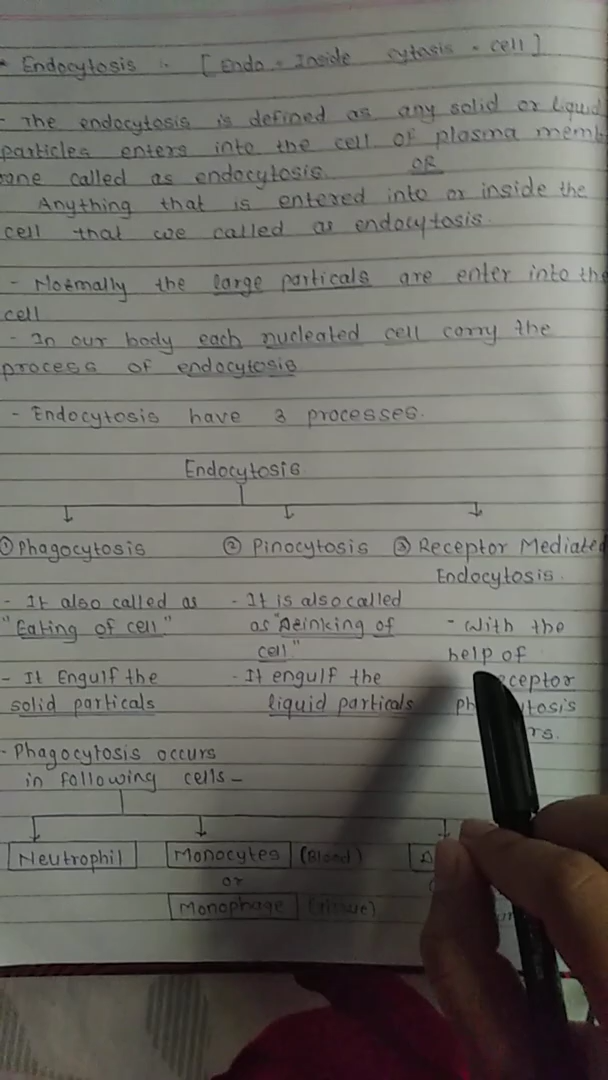 * Endocytosis :- [Endo = Inside cytosis = cell]
- The endocytosis is defined as any solid or liquid
particles enters into the cell of plasma memb
rane called as endocytosis.
OR
Anything that is entered into or inside the
cell that we called as endocytosis.
- Normally the large particals are enter into the
cell
- In our body each nucleated cell carry the
process of endocytosis
- Endocytosis have 3 processes.
Endocytosis
① Phagocytosis ② Pinocytosis ③ Receptor Mediated
Endocytosis.
- It also called as
"Eating of cell"
- It Engulf the
solid particals
- It is also called
as "Drinking of
cell"
- It engulf the
liquid particals
- With the
help of
- Phagocytosis occurs
in following cells -
Neutrophil Monocytes (Blood)
or
Monophage (Tissue)